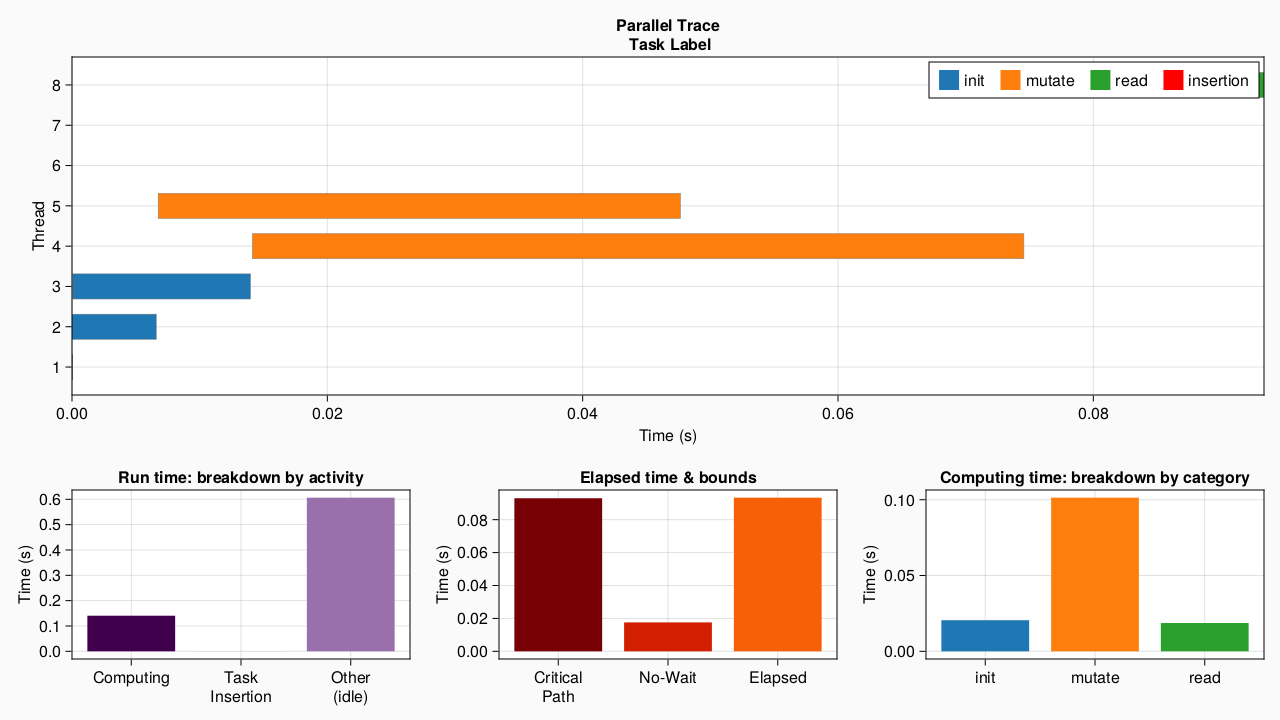 Parallel Trace
Task Label
init mutate read insertion
8
7
6
5
4
3
2
1
Thread
0.00 0.02 0.04 0.06 0.08
Time (s)
Run time: breakdown by activity
0.6
0.5
0.4
0.3
0.2
0.1
0.0
Time (s)
Computing
Task
Insertion
Other
(idle)
Elapsed time & bounds
0.08
0.06
0.04
0.02
0.00
Time (s)
Critical
Path
No-Wait
Elapsed
Computing time: breakdown by category
0.10
0.05
0.00
Time (s)
init mutate read